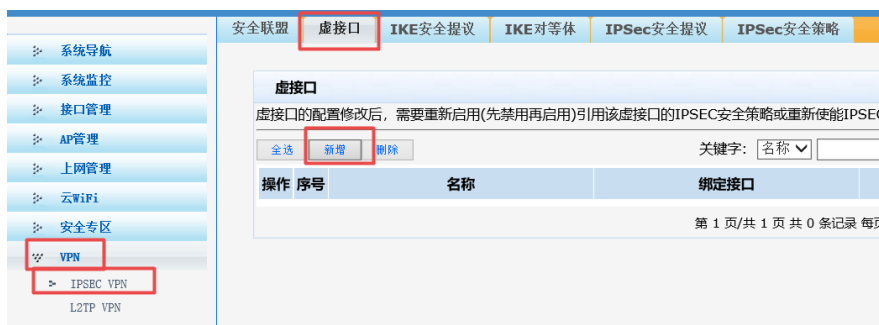 安全联盟 虚接口 IKE安全提议 IKE对等体 IPSec安全提议 IPSec安全策略
系统导航
系统监控
接口管理
AP管理
上网管理
云WiFi
安全专区
VPN
IPSEC VPN
L2TP VPN
虚接口
虚接口的配置修改后，需要重新启用(先禁用再启用)引用该虚接口的IPSEC安全策略或重新使能IPSE
全选 新增 删除 关键字： 名称
操作 序号 名称 绑定接口
第 1 页/共 1 页 共 0 条记录 每